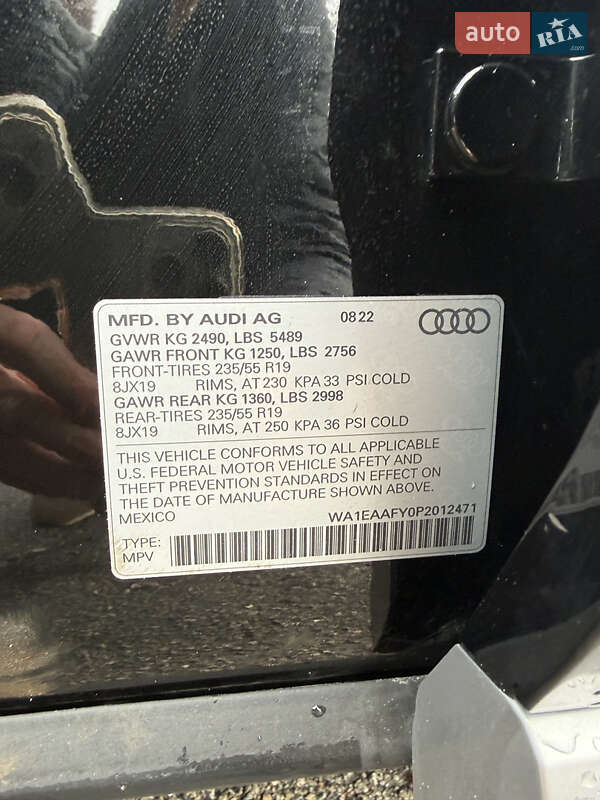 auto RIA.com
MFD. BY AUDI AG 08 22
GVWR KG 2490, LBS 5489
GAWR FRONT KG 1250, LBS 2756
FRONT-TIRES 235/55 R19
8JX19 RIMS, AT 230 KPA 33 PSI COLD
GAWR REAR KG 1360, LBS 2998
REAR-TIRES 235/55 R19
8JX19 RIMS, AT 250 KPA 36 PSI COLD
THIS VEHICLE CONFORMS TO ALL APPLICABLE
U.S. FEDERAL MOTOR VEHICLE SAFETY AND
THEFT PREVENTION STANDARDS IN EFFECT ON
THE DATE OF MANUFACTURE SHOWN ABOVE.
MEXICO WA1EAAFY0P2012471
TYPE:
MPV